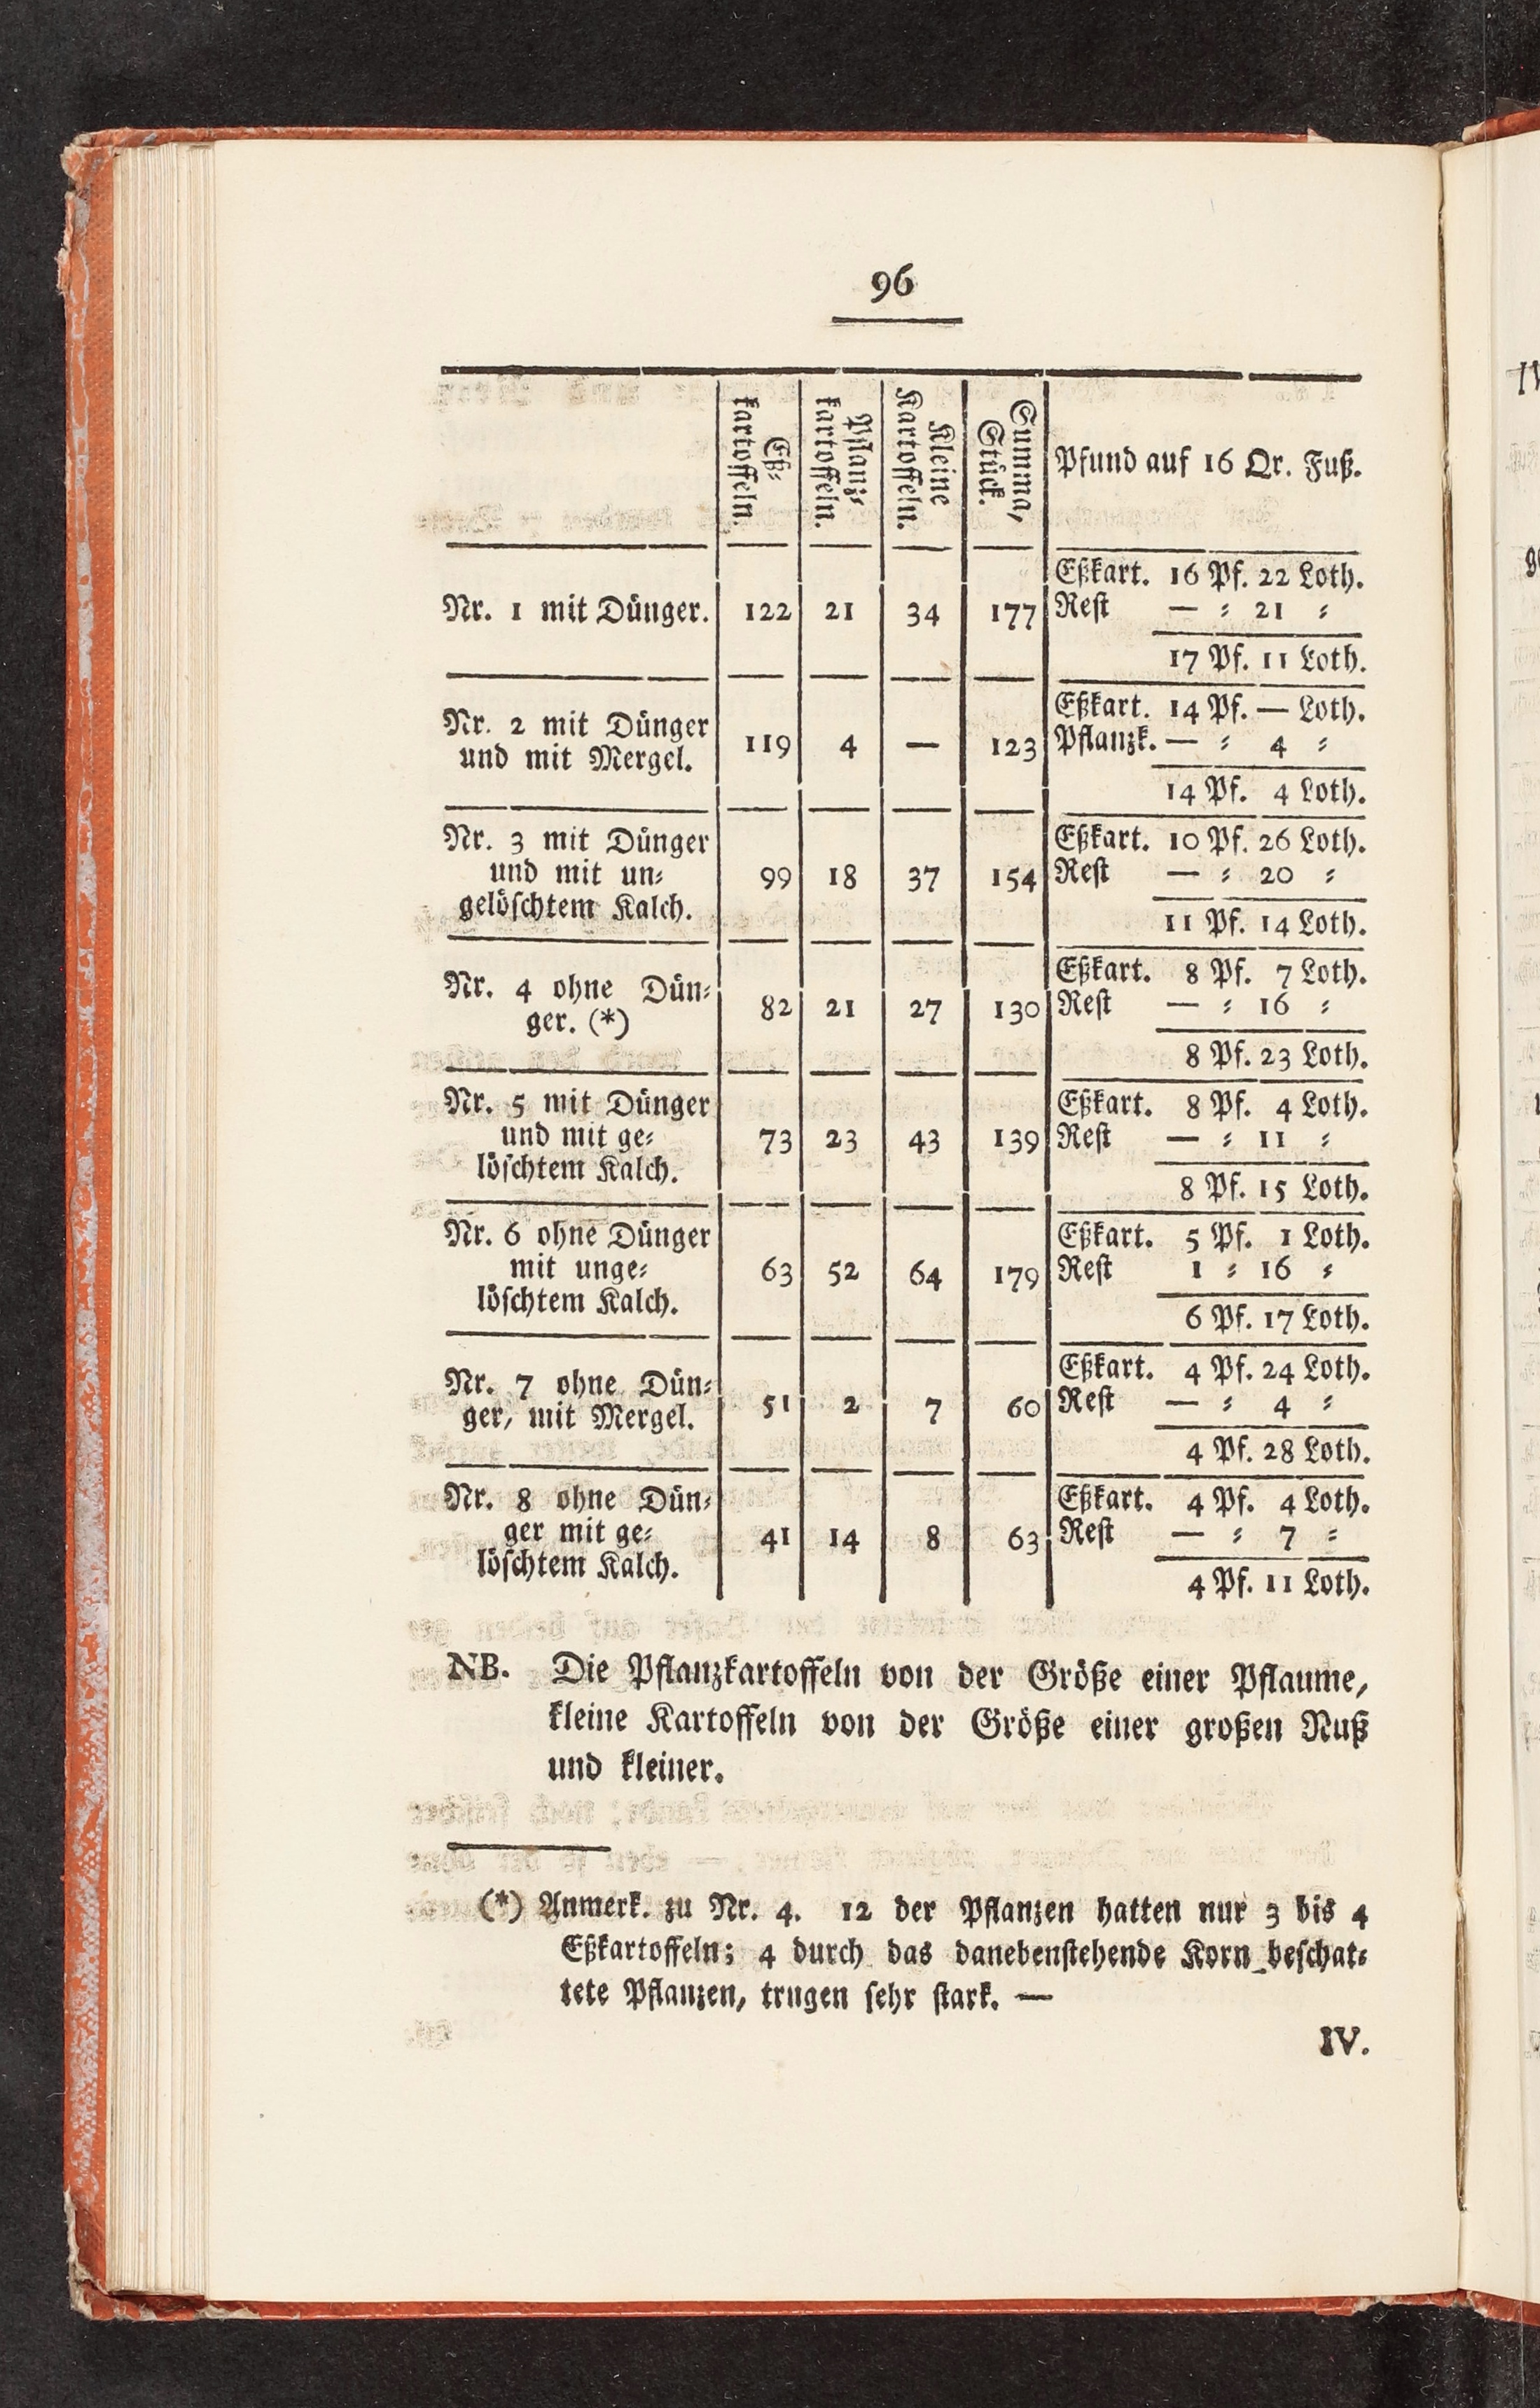 96
Eß⸗
kartoffeln.
Pflanz⸗
kartoffeln.
Kleine
Kartoffeln.
Summa,
Stück.
Pfund auf 16 Qr. Fuß.
Eßkart. 16 Pf. 22 Loth.
Nr. 1 mit Dünger. 122 21 34 177 Rest — ⸗ 21 ⸗
17 Pf. 11 Loth.
Eßkart. 14 Pf. — Loth.
Nr. 2 mit Dünger
und mit Mergel. 119 4 — 123 Pflanzk. — ⸗ 4 ⸗
14 Pf. 4 Loth.
Nr. 3 mit Dünger Eßkart. 10 Pf. 26 Loth.
und mit un⸗ 99 18 37 154 Rest — ⸗ 20 ⸗
gelöschtem Kalch. 11 Pf. 14 Loth.
Eßkart. 8 Pf. 7 Loth.
Nr. 4 ohne Dün⸗ 82 21 27 130 Rest — ⸗ 16 ⸗
ger. (*)
8 Pf. 23 Loth.
Nr. 5 mit Dünger Eßkart. 8 Pf. 4 Loth.
und mit ge⸗ 73 23 43 139 Rest — ⸗ 11 ⸗
löschtem Kalch. 8 Pf. 15 Loth.
Nr. 6 ohne Dünger Eßkart. 5 Pf. 1 Loth.
mit unge⸗ 63 52 64 179 Rest 1 ⸗ 16 ⸗
löschtem Kalch. 6 Pf. 17 Loth.
Eßkart. 4 Pf. 24 Loth.
Nr. 7 ohne Dün⸗
ger, mit Mergel. 51 2 7 60 Rest — ⸗ 4 ⸗
4 Pf. 28 Loth.
Nr. 8 ohne Dün⸗ Eßkart. 4 Pf. 4 Loth.
ger mit ge⸗ 41 14 8 63 Rest — ⸗ 7 ⸗
löschtem Kalch. 4 Pf. 11 Loth.
NB. Die Pflanzkartoffeln von der Größe einer Pflaume,
kleine Kartoffeln von der Größe einer großen Nuß
und kleiner.
(*) Anmerk. zu Nr. 4. 12 der Pflanzen hatten nur 3 bis 4
Eßkartoffeln; 4 durch das danebenstehende Korn beschat⸗
tete Pflanzen, trugen sehr stark. —
IV.